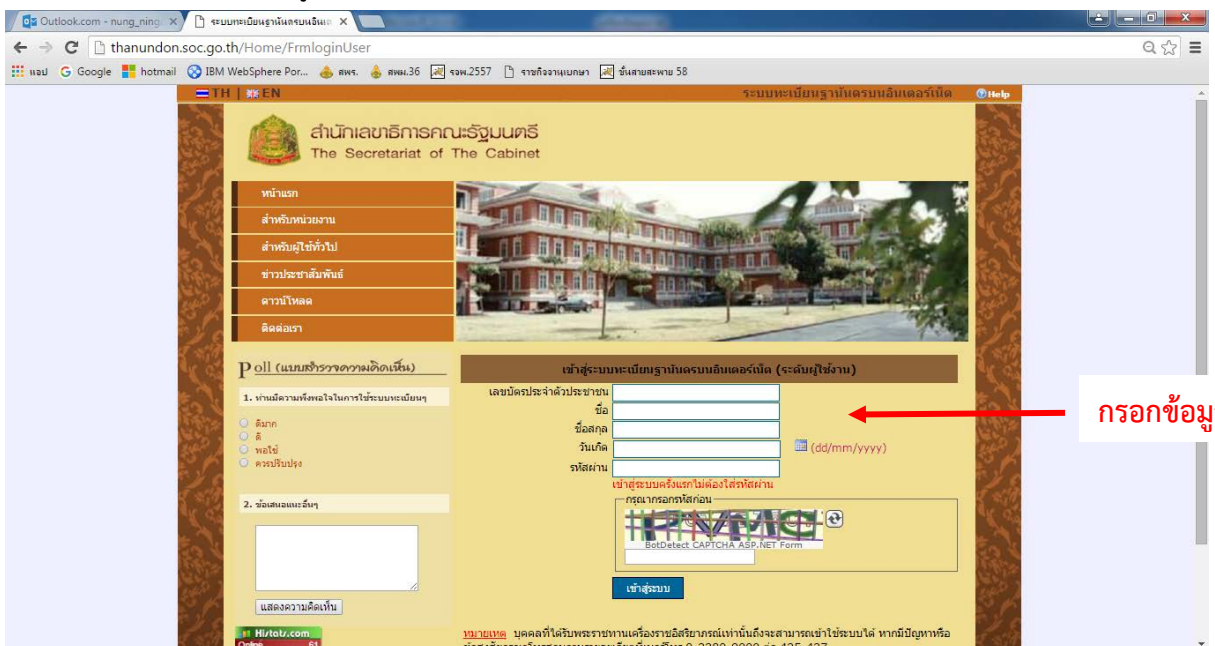 Outlook.com - nung_ning
ระบบทะเบียนฐานันดรบนอินเต
thanundon.soc.go.th/Home/FrmloginUser
แอป Google hotmail IBM WebSphere Por... สพร. สพม.36 รอพ.2557 ราชกิจจานุเบกษา ชั้นสายสะพาย 58
TH | EN ระบบทะเบียนฐานันดรบนอินเตอร์เน็ต Help
สำนักเลขาธิการคณะรัฐมนตรี
The Secretariat of The Cabinet
หน้าแรก
สำหรับหน่วยงาน
สำหรับผู้ใช้ทั่วไป
ข่าวประชาสัมพันธ์
ดาวน์โหลด
ติดต่อเรา
Poll (แบบสำรวจความคิดเห็น)
1. ท่านมีความพึงพอใจในการใช้ระบบทะเบียนฯ
ดีมาก
ดี
พอใช้
ควรปรับปรุง
2. ข้อเสนอแนะอื่นๆ
แสดงความคิดเห็น
Histats.com
Online 61
เข้าสู่ระบบทะเบียนฐานันดรบนอินเตอร์เน็ต (ระดับผู้ใช้งาน)
เลขบัตรประจำตัวประชาชน
ชื่อ
ชื่อสกุล
วันเกิด (dd/mm/yyyy)
รหัสผ่าน
เข้าสู่ระบบครั้งแรกไม่ต้องใส่รหัสผ่าน
กรุณากรอกรหัสก่อน
BotDetect CAPTCHA ASP.NET Form
เข้าสู่ระบบ
หมายเหตุ บุคคลที่ได้รับพระราชทานเครื่องราชอิสริยาภรณ์เท่านั้นถึงจะสามารถเข้าใช้ระบบได้ หากมีปัญหาหรือ
กรอกข้อมู